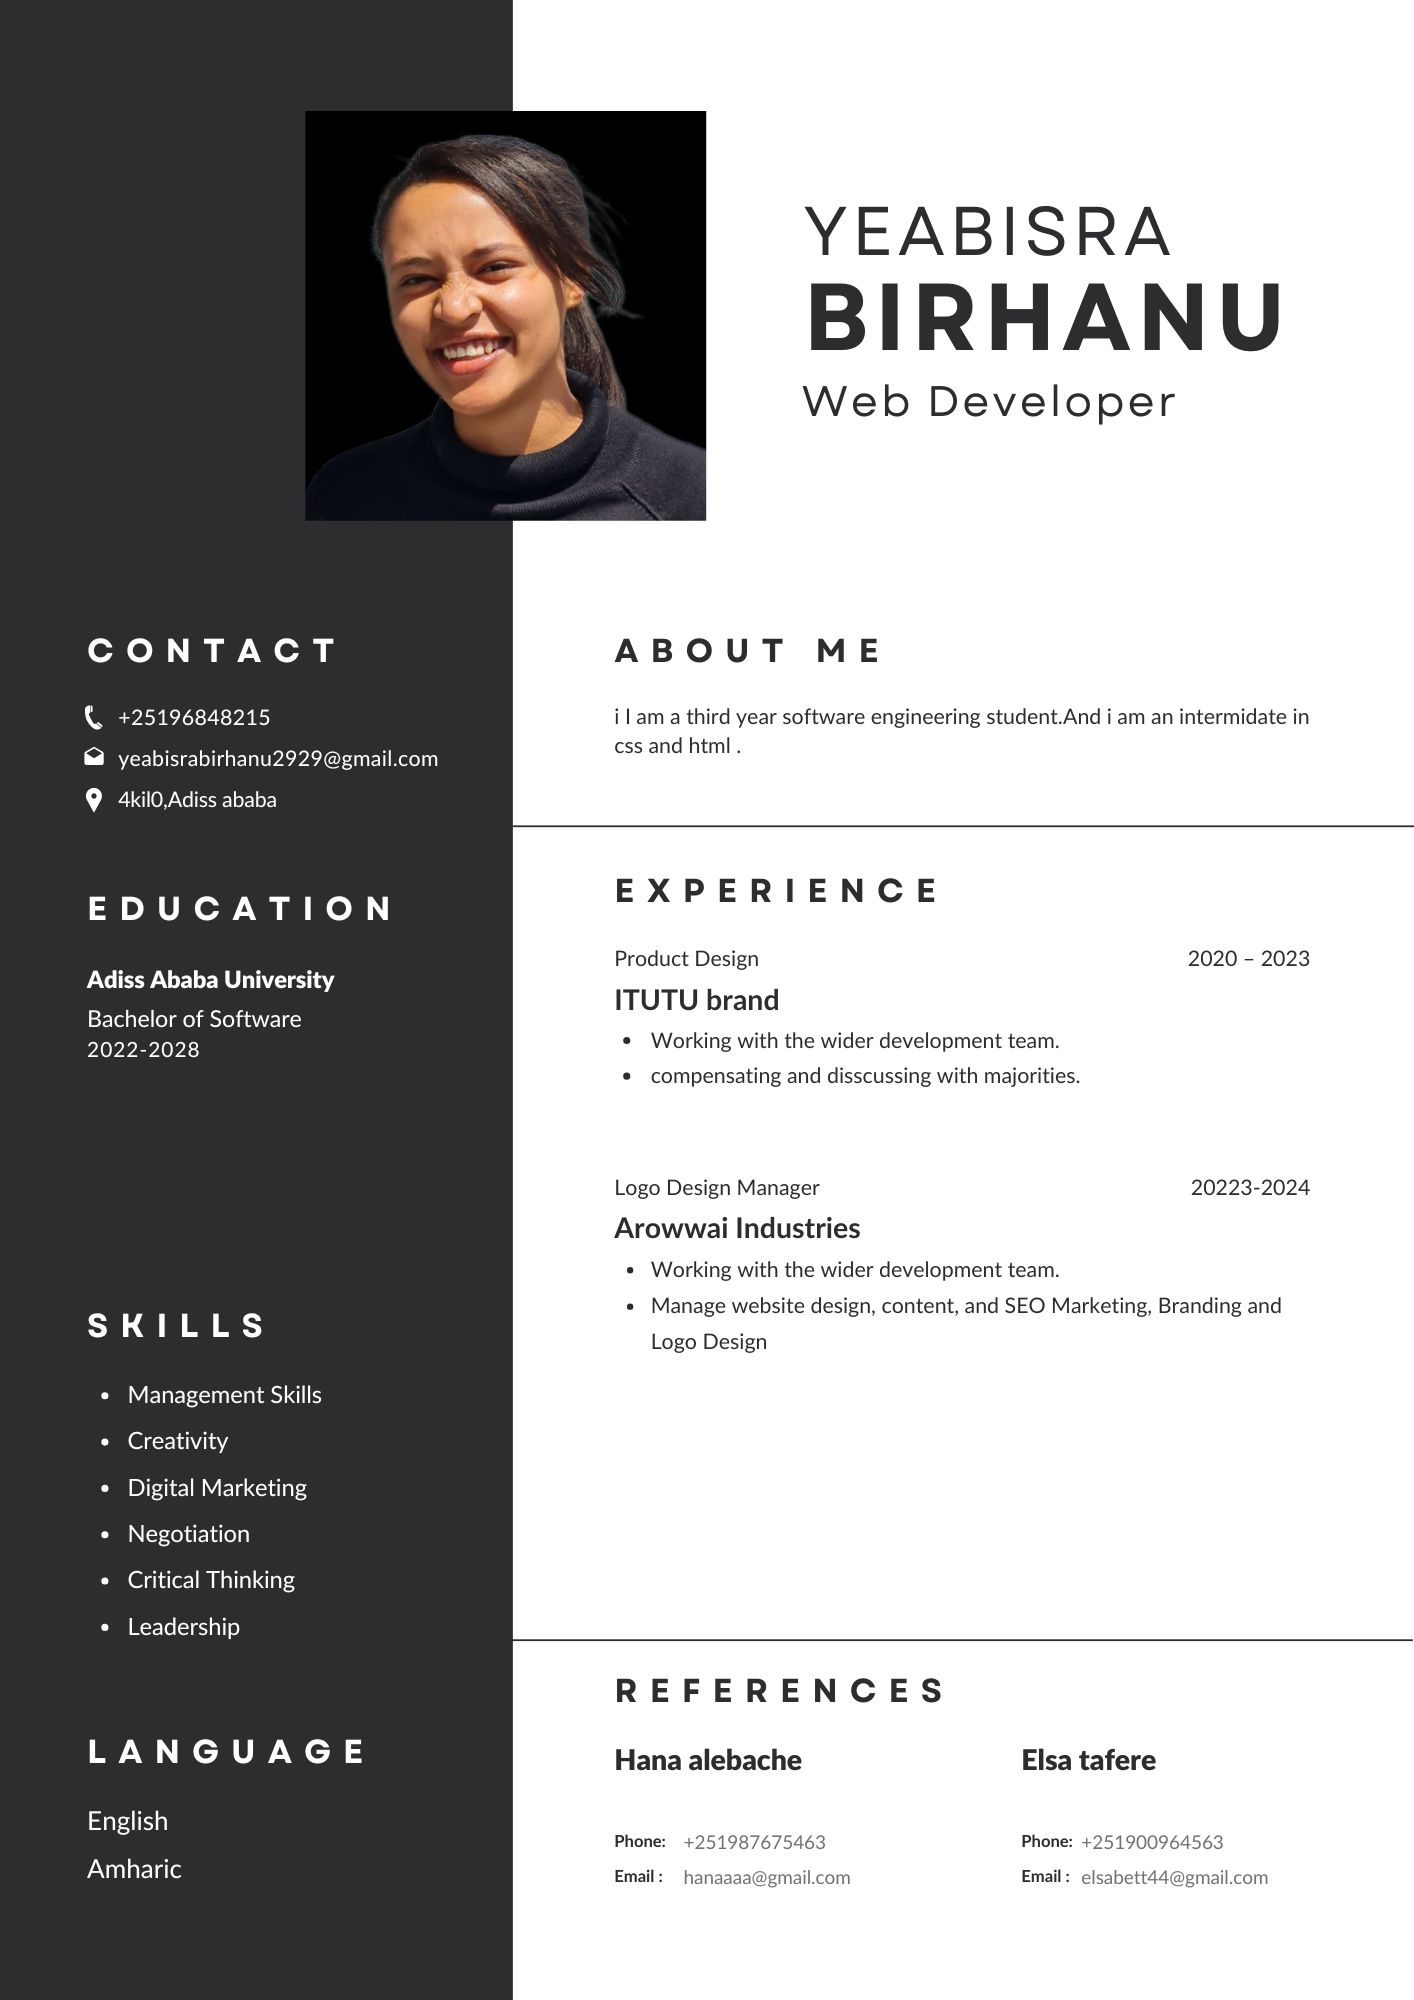 YEABISRA
BIRHANU
Web Developer
CONTACT
+25196848215
yeabisrabirhanu2929@gmail.com
4kil0,Adiss ababa
EDUCATION
Adiss Ababa University
Bachelor of Software
2022-2028
SKILLS
Management Skills
Creativity
Digital Marketing
Negotiation
Critical Thinking
Leadership
LANGUAGE
English
Amharic
ABOUT ME
i I am a third year software engineering student.And i am an intermidate in
css and html .
EXPERIENCE
Product Design 2020 – 2023
ITUTU brand
• Working with the wider development team.
• compensating and disscussing with majorities.
Logo Design Manager 20223-2024
Arowwai Industries
• Working with the wider development team.
• Manage website design, content, and SEO Marketing, Branding and
Logo Design
REFERENCES
Hana alebache
Phone: +251987675463
Email : hanaaaa@gmail.com
Elsa tafere
Phone: +251900964563
Email : elsabett44@gmail.com